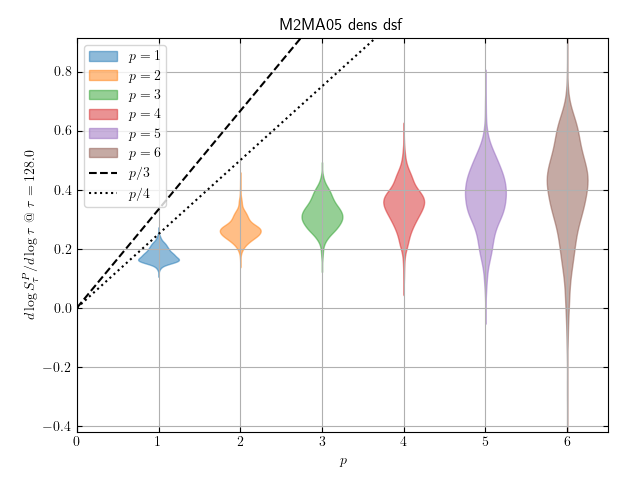 M2MA05 dens dsf
p = 1
p = 2
p = 3
p = 4
p = 5
p = 6
p/3
p/4
d log S_τ^P / d log τ @ τ = 128.0
0.8
0.6
0.4
0.2
0.0
−0.2
−0.4
0 1 2 3 4 5 6
p